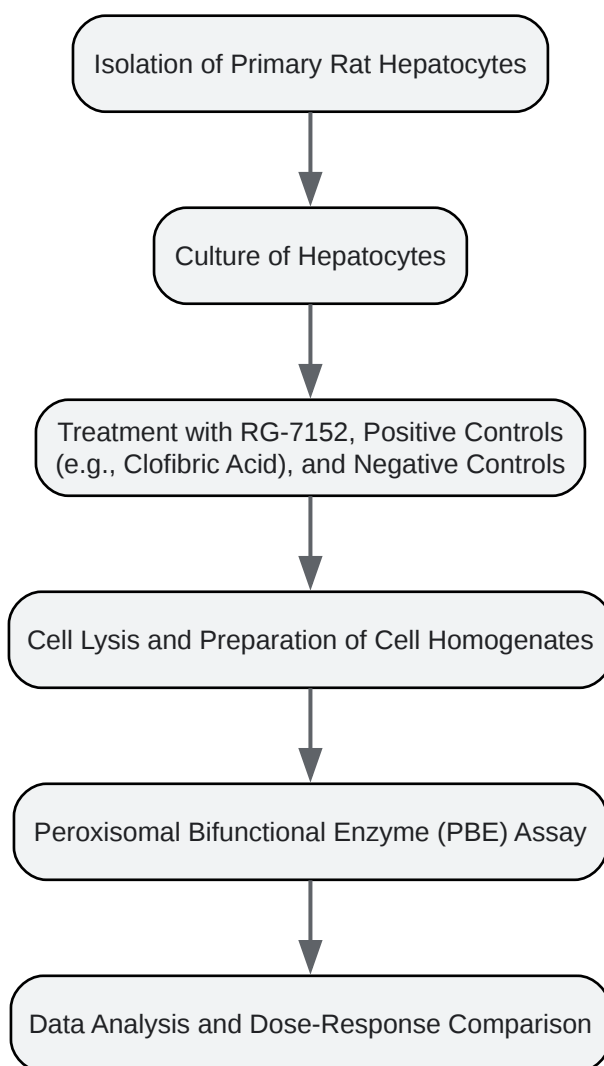 Isolation of Primary Rat Hepatocytes
Culture of Hepatocytes
Treatment with RG-7152, Positive Controls
(e.g., Clofibric Acid), and Negative Controls
Cell Lysis and Preparation of Cell Homogenates
Peroxisomal Bifunctional Enzyme (PBE) Assay
Data Analysis and Dose-Response Comparison